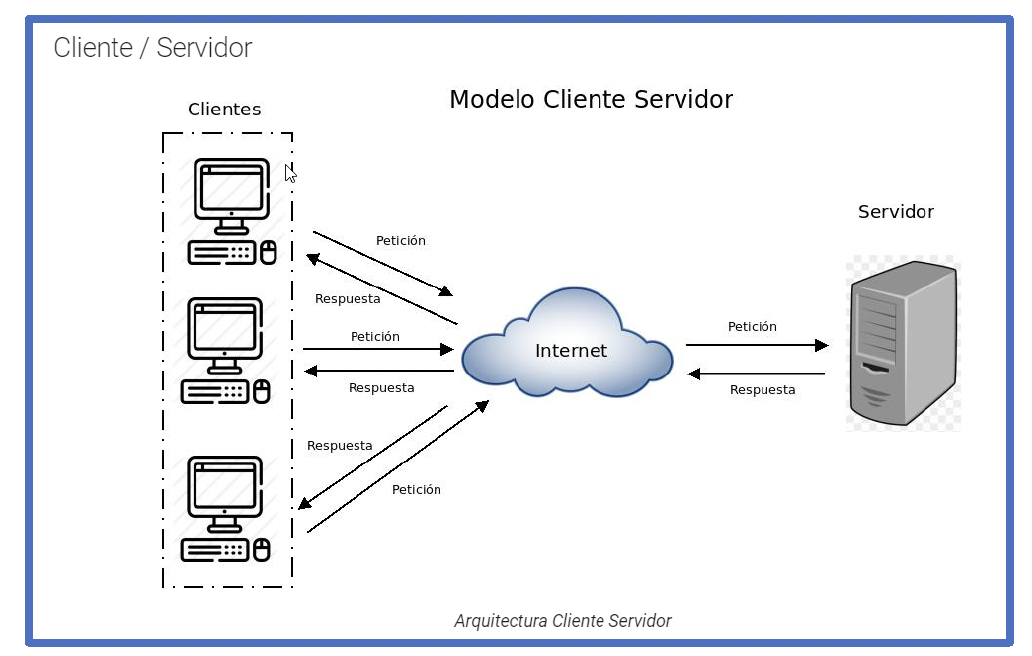 Cliente / Servidor
Modelo Cliente Servidor
Clientes
Servidor
Petición
Respuesta
Petición
Respuesta
Respuesta
Petición
Internet
Petición
Respuesta
Arquitectura Cliente Servidor